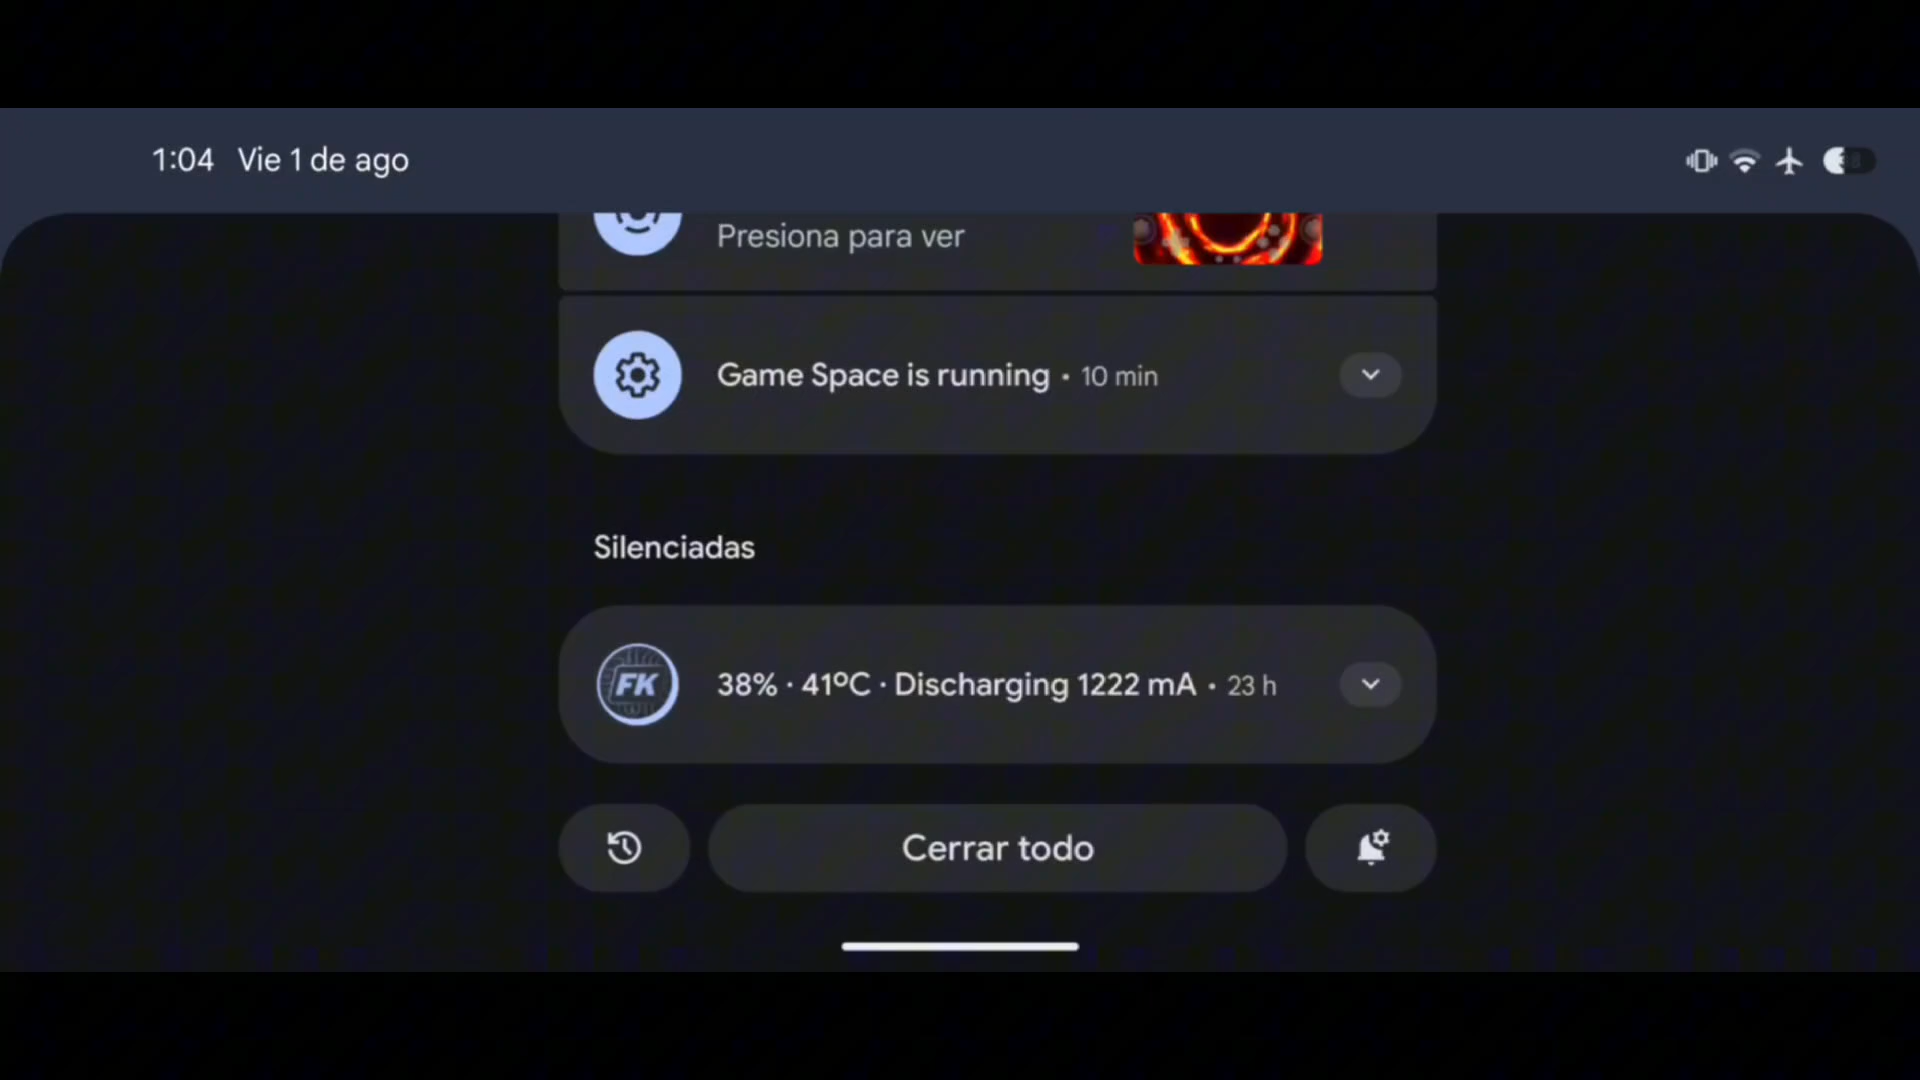 1:04 Vie 1 de ago
Presiona para ver
Game Space is running • 10 min
Silenciadas
FK
38% · 41ºC · Discharging 1222 mA • 23 h
Cerrar todo